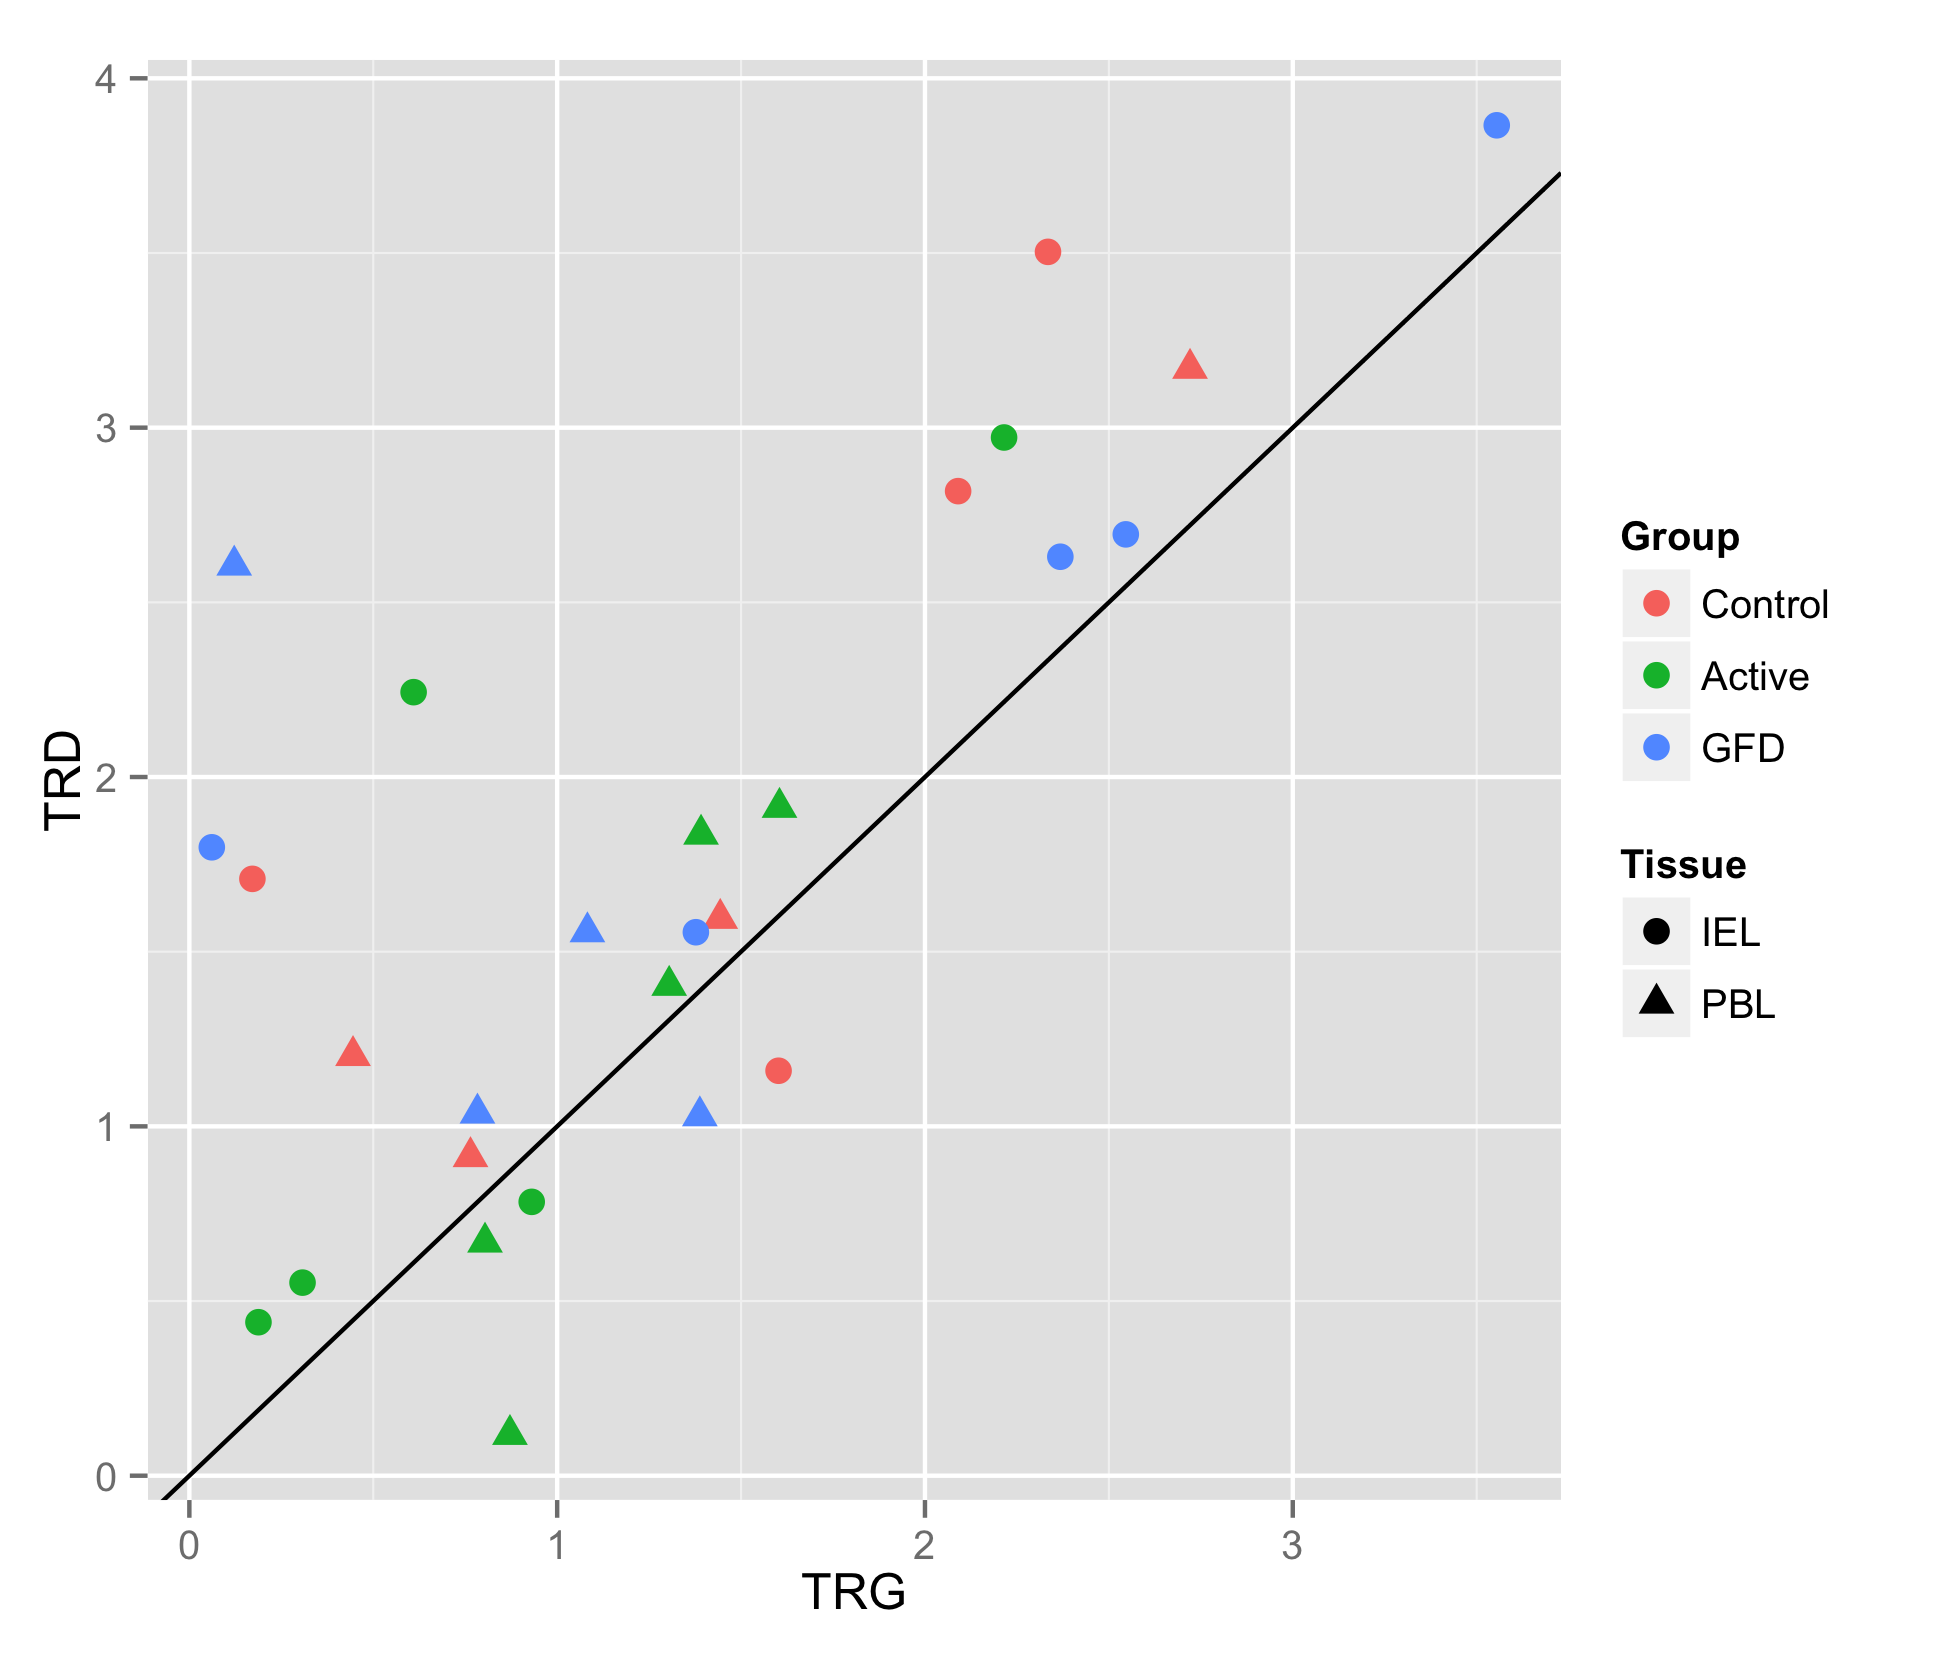 4
3
2
1
0
TRD
0 1 2 3
TRG
Group
Control
Active
GFD
Tissue
IEL
PBL